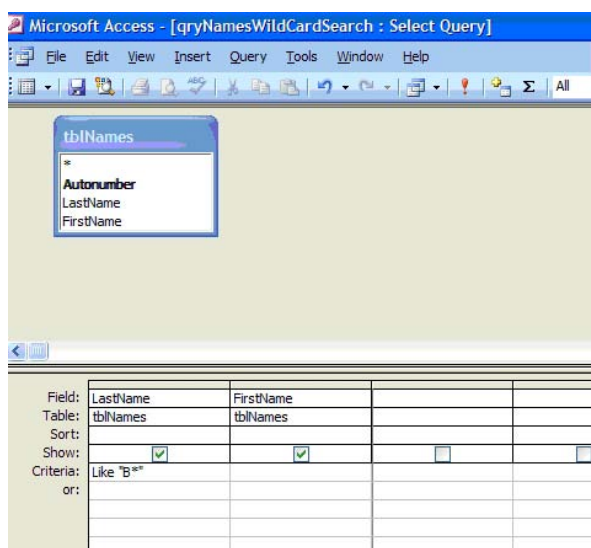 Microsoft Access - [qryNamesWildCardSearch : Select Query]
File Edit View Insert Query Tools Window Help
Σ All
tblNames
*
Autonumber
LastName
FirstName
Field: LastName FirstName
Table: tblNames tblNames
Sort:
Show:
Criteria: Like "B*"
or: